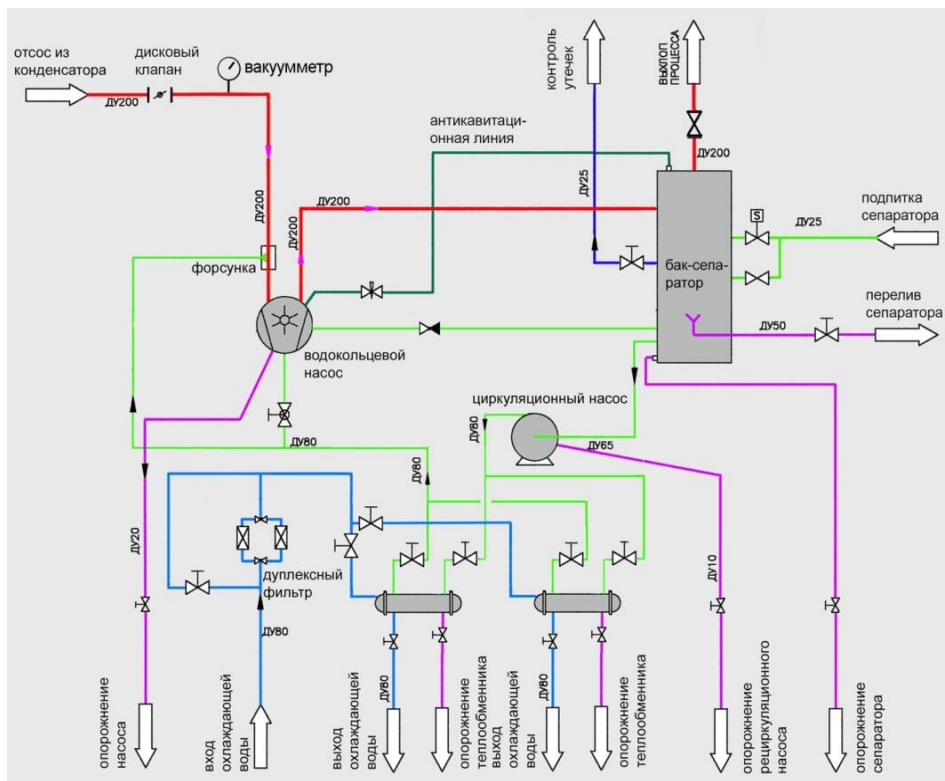 отсос из
конденсатора
дисковый
клапан
вакуумметр
ДУ200
контроль
утечек
ВЫХЛОП
ПРОЦЕССА
антикавитаци-
онная линия
ДУ200
ДУ25
ДУ200
ДУ200
ДУ200
S
ДУ25
подпитка
сепаратора
форсунка
бак-сепа-
ратор
перелив
сепаратора
ДУ50
водокольцевой
насос
циркуляционный насос
ДУ80
ДУ80
ДУ65
ДУ80
ДУ20
дуплексный
фильтр
ДУ10
ДУ80
ДУ80
ДУ80
опорожнение
насоса
вход
охлаждающей
воды
выход
охлаждающей
воды
опорожнение
теплообменника
выход
охлаждающей
воды
опорожнение
теплообменника
опорожнение
рециркуляционного
насоса
опорожнение
сепаратора